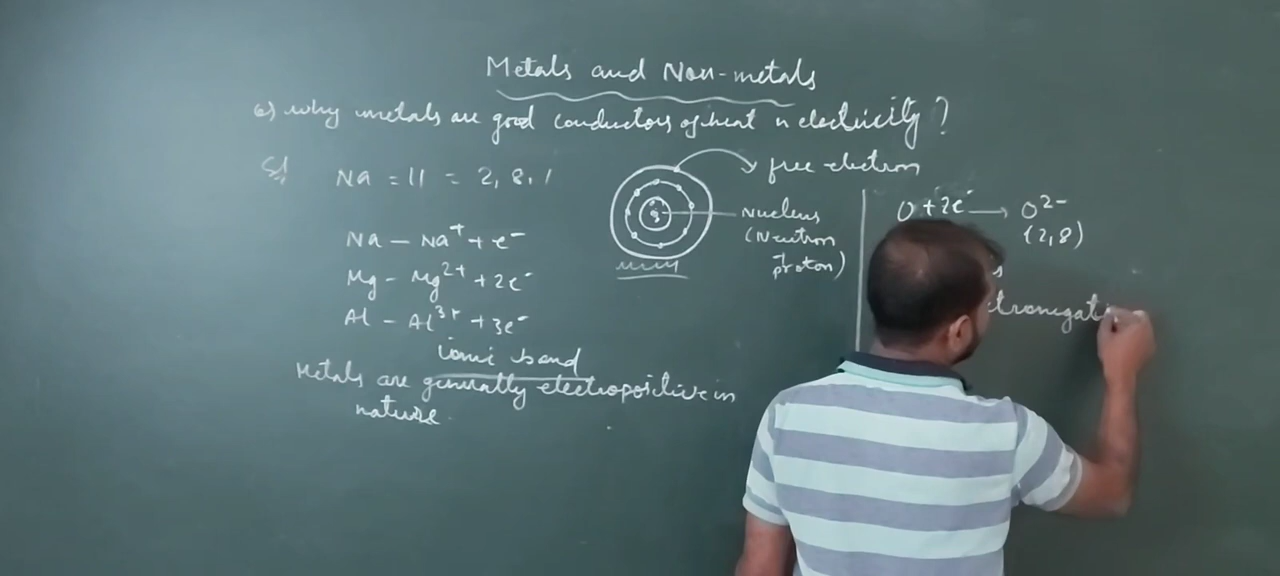 Metals and Non-metals
6) why metals are good conductors of heat n electricity?
Na = 11 = 2, 8, 1
free electron
Nucleus
(Neutron
+ proton)
Na – Na⁺ + e⁻
Mg – Mg²⁺ + 2e⁻
Al – Al³⁺ + 3e⁻
ionic bond
Metals are generally electropositive in
nature.
O + 2e⁻ → O²⁻
(2,8)
s
tronegati